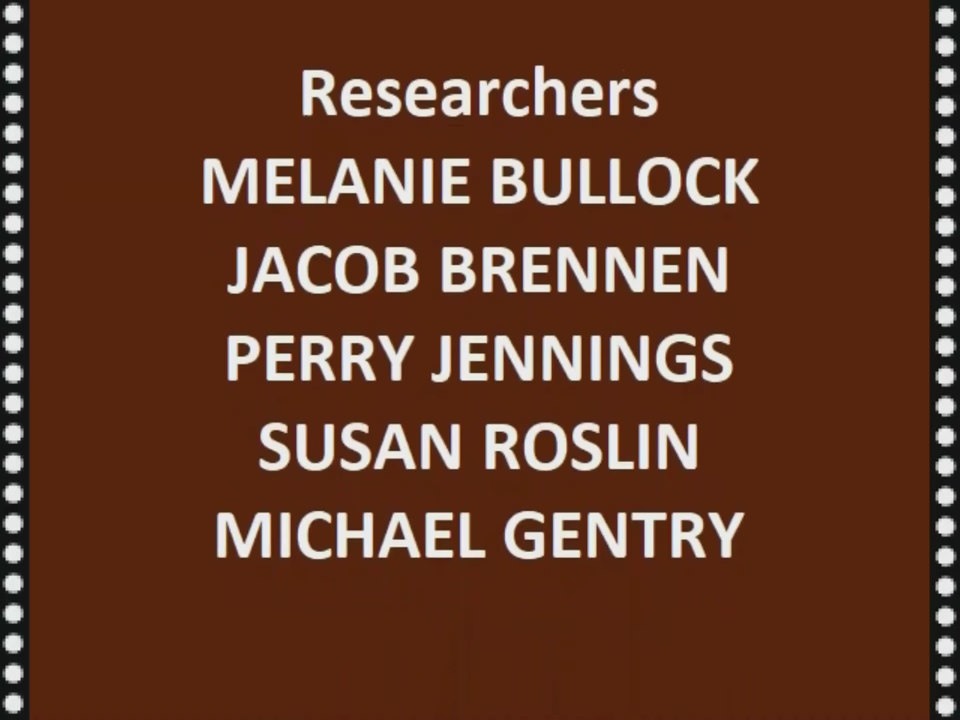 Researchers
MELANIE BULLOCK
JACOB BRENNEN
PERRY JENNINGS
SUSAN ROSLIN
MICHAEL GENTRY